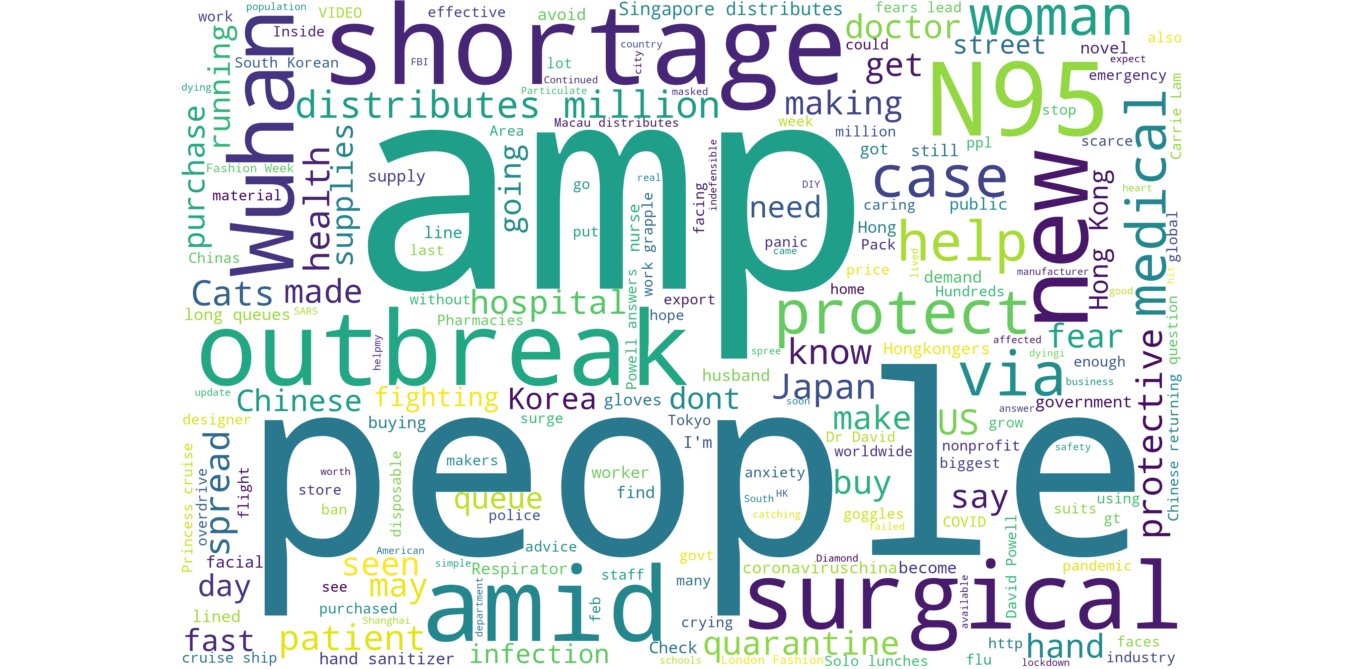 population
work
Inside
VIDEO
effective
avoid
Singapore distributes
fears lead
doctor
woman
shortage
Wuhan
running
South Korean
FBI
lot
Continued
country
city
could
get
street
novel
also
expect
emergency
dying
purchase
distributes million
Particulate
masked
making
N95
stop
medical
Carrie Lam
Macau distributes
Area
week
million
ppl
scarce
Fashion Week
material
health
supplies
supply
amp
going
go
put
real
nurse
work grapple
facing
indefensible
DIY
need
panic
came
got
still
case
caring
public
new
Hong Kong
global
heart
Chinas
line
last
Hong
Pack
help
lived
manufacturer
Cats
made
without
hospital
hope
export
home
price
demand
Hundreds
good
hit
long queues
SARS
Pharmacies
Powell answers
protect
fear
question
outbreak
helpmy
spree
know
Hongkongers
affected
dyingi
enough
protective
update
Chinese
fighting
Korea
gloves
dont
husband
Japan
soon
via
business
answer
government
designer
buying
surge
Tokyo
make
US
grow
Dr David
worldwide
nonprofit
biggest
safety
Chinese returning
spread
people
I'm
makers
worth
store
queue
worker
find
anxiety
South
HK
buy
say
overdrive
flight
Princess cruise
ban
disposable
police
catching
goggles
failed
COVID
using
suits
gt
advice
govt
American
simple
Diamond
facial
seen
Respirator
staff
many
coronaviruschina
become
David Powell
pandemic
day
see
may
amid
feb
department
surgical
available
purchased
lined
Shanghai
crying
fast
patient
infection
Check
quarantine
http
hand
faces
cruise ship
hand sanitizer
schools
London Fashion
Solo lunches
flu
lockdown
industry